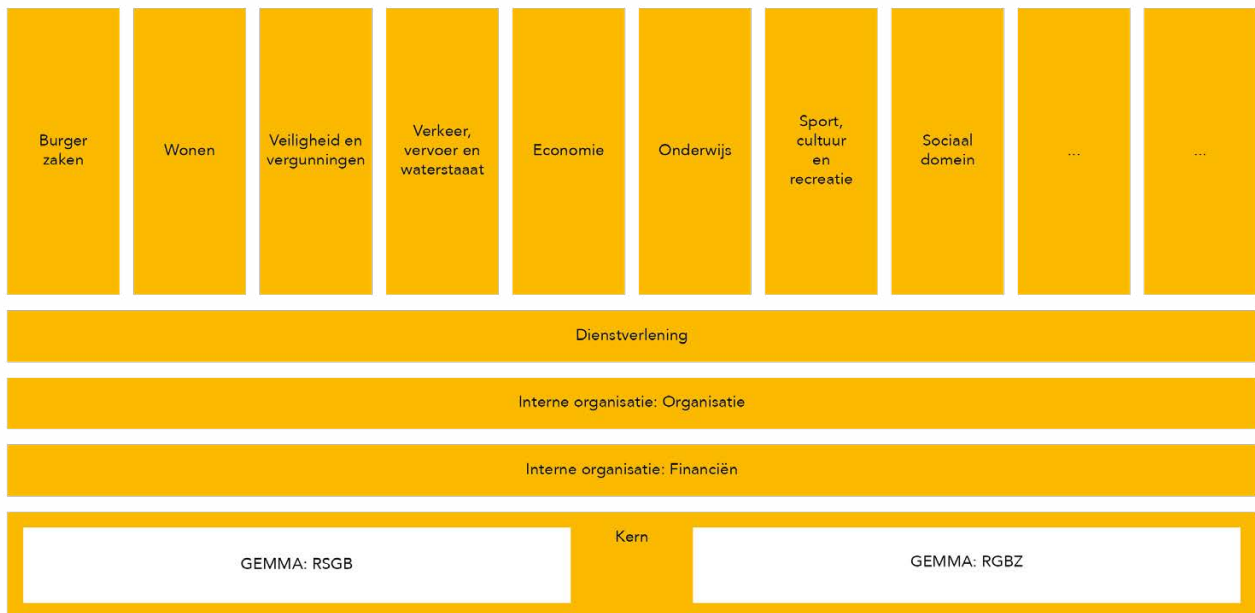 Burger
zaken
Wonen
Veiligheid en
vergunningen
Verkeer,
vervoer en
waterstaaat
Economie
Onderwijs
Sport,
cultuur
en
recreatie
Sociaal
domein
...
...
Dienstverlening
Interne organisatie: Organisatie
Interne organisatie: Financiën
Kern
GEMMA: RSGB
GEMMA: RGBZ